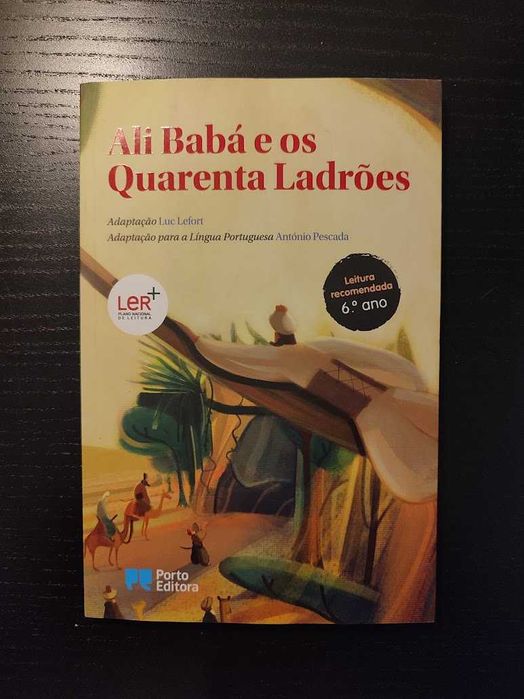 Ali Babá e os
Quarenta Ladrões
Adaptação Luc Lefort
Adaptação para a Língua Portuguesa António Pescada
LeR+
PLANO NACIONAL
DE LEITURA
Leitura
recomendada
6.º ano
Porto
Editora